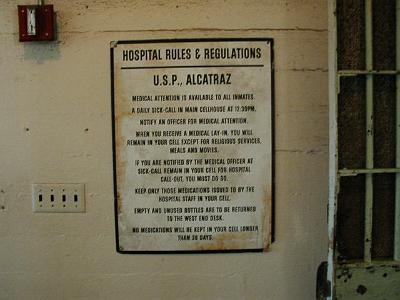 HOSPITAL RULES & REGULATIONS
U.S.P., ALCATRAZ
MEDICAL ATTENTION IS AVAILABLE TO ALL INMATES.
A DAILY SICK-CALL IN MAIN CELLHOUSE AT 12:30PM.
NOTIFY AN OFFICER FOR MEDICAL ATTENTION.
WHEN YOU RECEIVE A MEDICAL LAY-IN, YOU WILL
REMAIN IN YOUR CELL EXCEPT FOR RELIGIOUS SERVICES,
MEALS AND MOVIES.
IF YOU ARE NOTIFIED BY THE MEDICAL OFFICER AT
SICK-CALL REMAIN IN YOUR CELL FOR HOSPITAL
CALL-OUT, YOU MUST DO SO.
KEEP ONLY THOSE MEDICATIONS ISSUED TO BY THE
HOSPITAL STAFF IN YOUR CELL.
EMPTY AND UNUSED BOTTLES ARE TO BE RETURNED
TO THE WEST END DESK.
NO MEDICATIONS WILL BE KEPT IN YOUR CELL LONGER
THAN 30 DAYS.